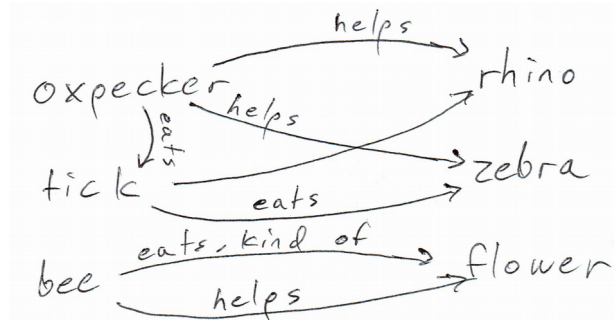 helps
oxpecker
rhino
helps
eats
zebra
tick
eats
eats, kind of
flower
bee
helps